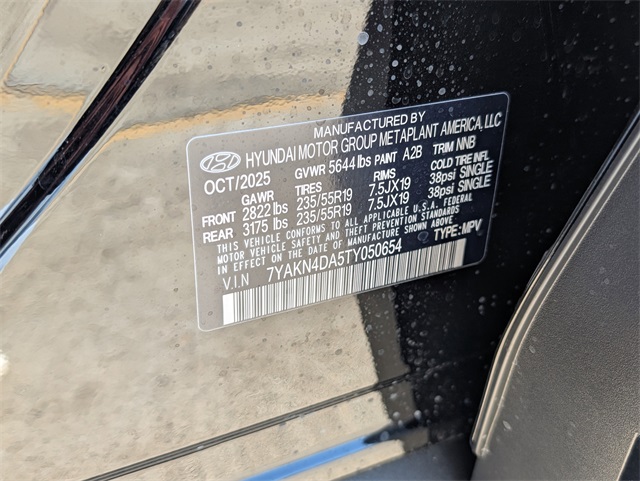 MANUFACTURED BY
HYUNDAI MOTOR GROUP METAPLANT AMERICA, LLC
OCT/2025 GVWR 5644 lbs PAINT A2B TRIM NNB
GAWR TIRES RIMS COLD TIRE INFL
FRONT 2822 lbs 235/55R19 7.5JX19 38psi SINGLE
REAR 3175 lbs 235/55R19 7.5JX19 38psi SINGLE
THIS VEHICLE CONFORMS TO ALL APPLICABLE U.S.A. FEDERAL
MOTOR VEHICLE SAFETY, BUMPER, AND THEFT PREVENTION STANDARDS
IN EFFECT ON THE DATE OF MANUFACTURE SHOWN ABOVE.
V.I.N 7YAKN4DA5TY050654 TYPE: MPV